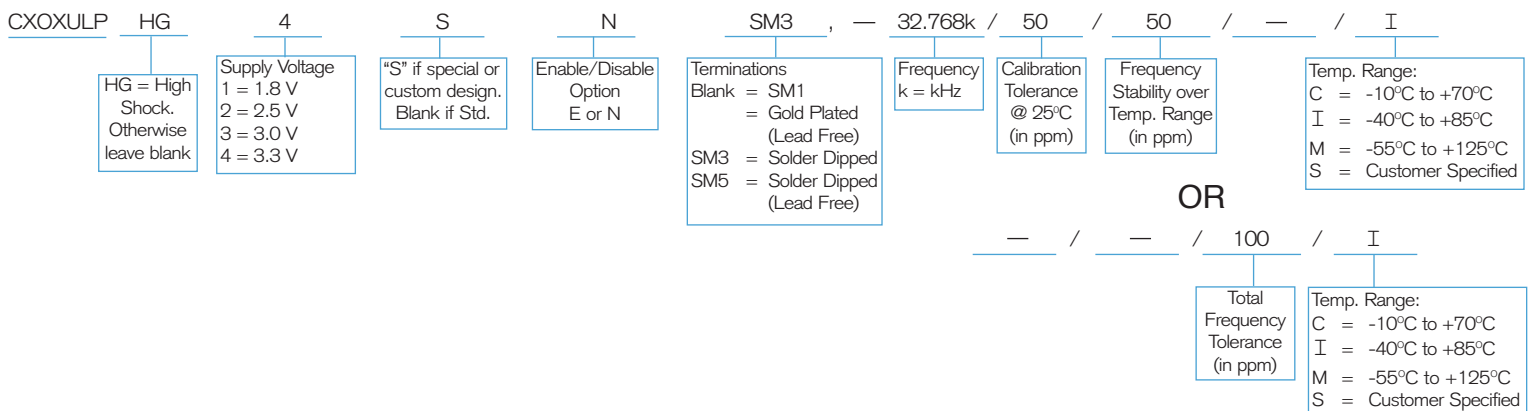 CXOXULP HG 4 S N SM3 , — 32.768k / 50 / 50 / — / I
HG = High
Shock.
Otherwise
leave blank
Supply Voltage
1 = 1.8 V
2 = 2.5 V
3 = 3.0 V
4 = 3.3 V
“S” if special or
custom design.
Blank if Std.
Enable/Disable
Option
E or N
Terminations
Blank = SM1
= Gold Plated
(Lead Free)
SM3 = Solder Dipped
SM5 = Solder Dipped
(Lead Free)
Frequency
k = kHz
Calibration
Tolerance
@ 25ºC
(in ppm)
Frequency
Stability over
Temp. Range
(in ppm)
Temp. Range:
C = -10ºC to +70ºC
I = -40ºC to +85ºC
M = -55ºC to +125ºC
S = Customer Specified
OR
— / — / 100 / I
Total
Frequency
Tolerance
(in ppm)
Temp. Range:
C = -10ºC to +70ºC
I = -40ºC to +85ºC
M = -55ºC to +125ºC
S = Customer Specified